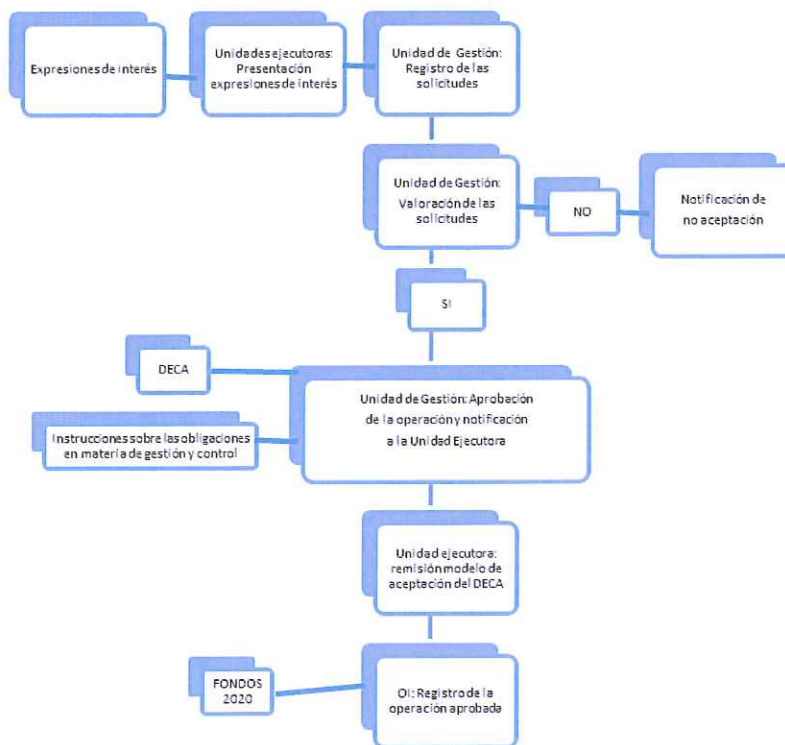 Expresiones de interés
Unidades ejecutoras:
Presentación
expresiones de interés
Unidad de Gestión:
Registro de las
solicitudes
Unidad de Gestión:
Valoración de las
solicitudes
NO
Notificación de
no aceptación
SI
DECA
Unidad de Gestión: Aprobación
de la operación y notificación
a la Unidad Ejecutora
Instrucciones sobre las obligaciones
en materia de gestión y control
Unidad ejecutora:
remisión modelo de
aceptación del DECA
FONDOS
2020
OI: Registro de la
operación aprobada